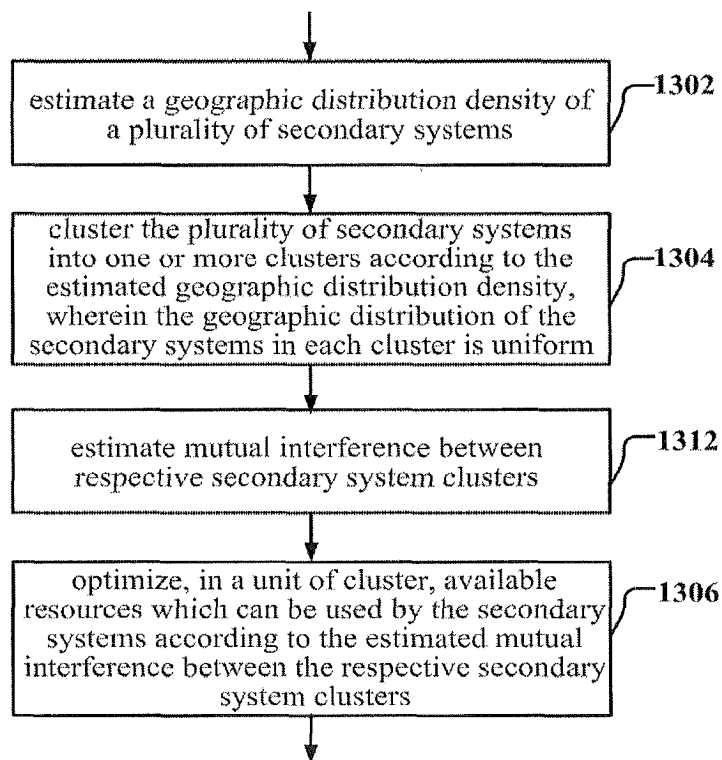 estimate a geographic distribution density of
a plurality of secondary systems
1302
cluster the plurality of secondary systems
into one or more clusters according to the
estimated geographic distribution density,
wherein the geographic distribution of the
secondary systems in each cluster is uniform
1304
estimate mutual interference between
respective secondary system clusters
1312
optimize, in a unit of cluster, available
resources which can be used by the secondary
systems according to the estimated mutual
interference between the respective secondary
system clusters
1306